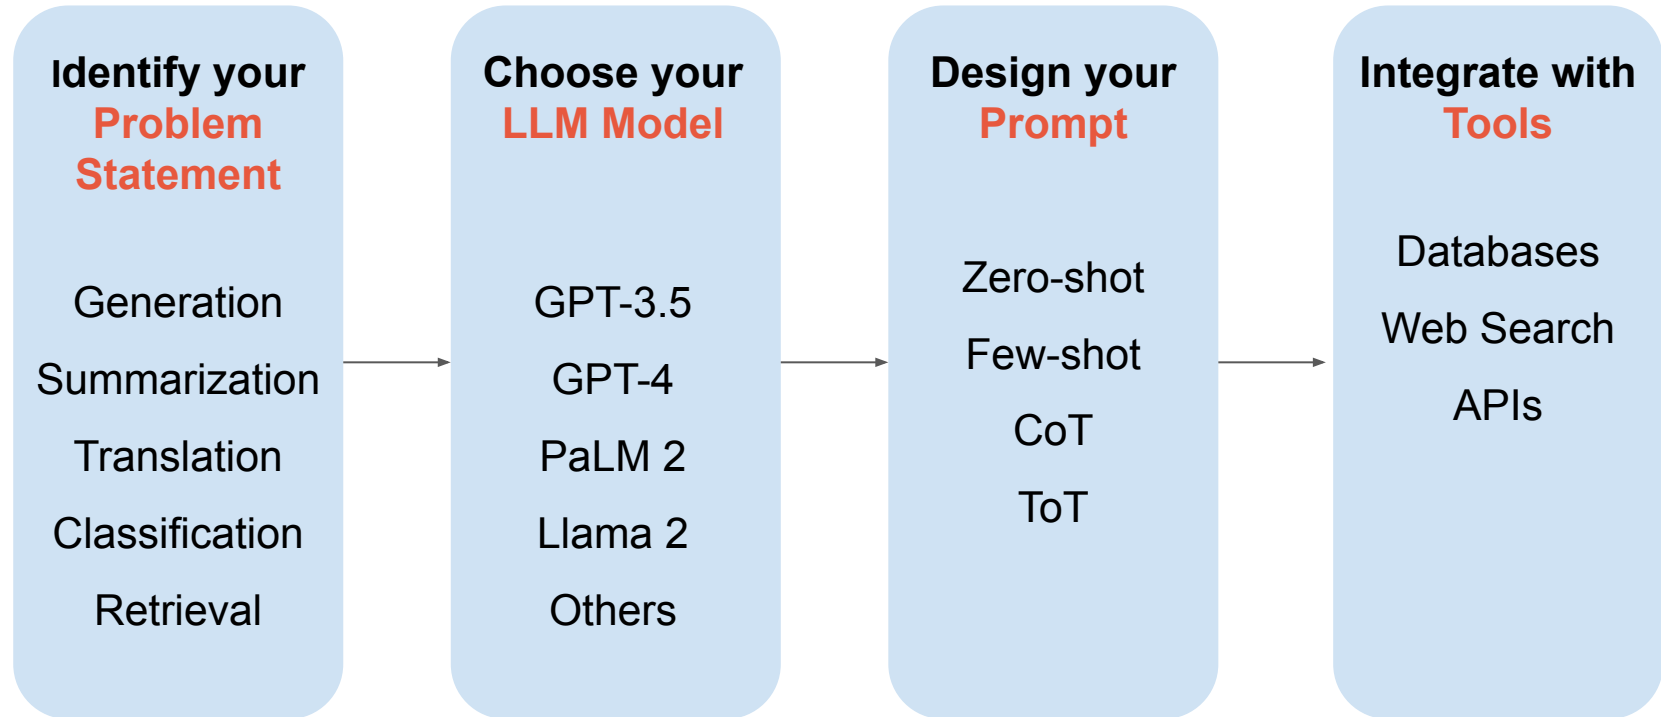 Identify your
Problem
Statement
Generation
Summarization
Translation
Classification
Retrieval
Choose your
LLM Model
GPT-3.5
GPT-4
PaLM 2
Llama 2
Others
Design your
Prompt
Zero-shot
Few-shot
CoT
ToT
Integrate with
Tools
Databases
Web Search
APIs